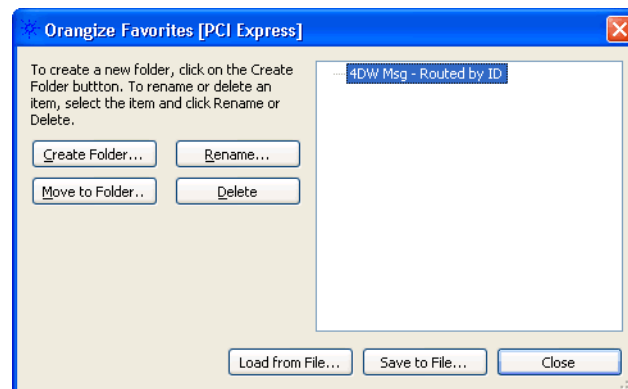 Orangize Favorites [PCI Express]
To create a new folder, click on the Create
Folder buttton. To rename or delete an
item, select the item and click Rename or
Delete.
4DW Msg - Routed by ID
Create Folder...
Rename...
Move to Folder..
Delete
Load from File...
Save to File...
Close